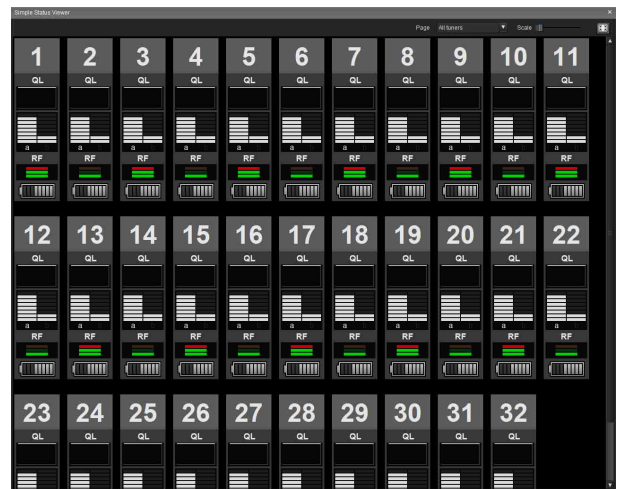 Simple Status Viewer
Page All tuners Scale
1 2 3 4 5 6 7 8 9 10 11
QL QL QL QL QL QL QL QL QL QL QL
a a a a a a a a a a a
RF RF RF RF RF RF RF RF RF RF RF
12 13 14 15 16 17 18 19 20 21 22
QL QL QL QL QL QL QL QL QL QL QL
a a a a a a a a a a a
RF RF RF RF RF RF RF RF RF RF RF
23 24 25 26 27 28 29 30 31 32
QL QL QL QL QL QL QL QL QL QL